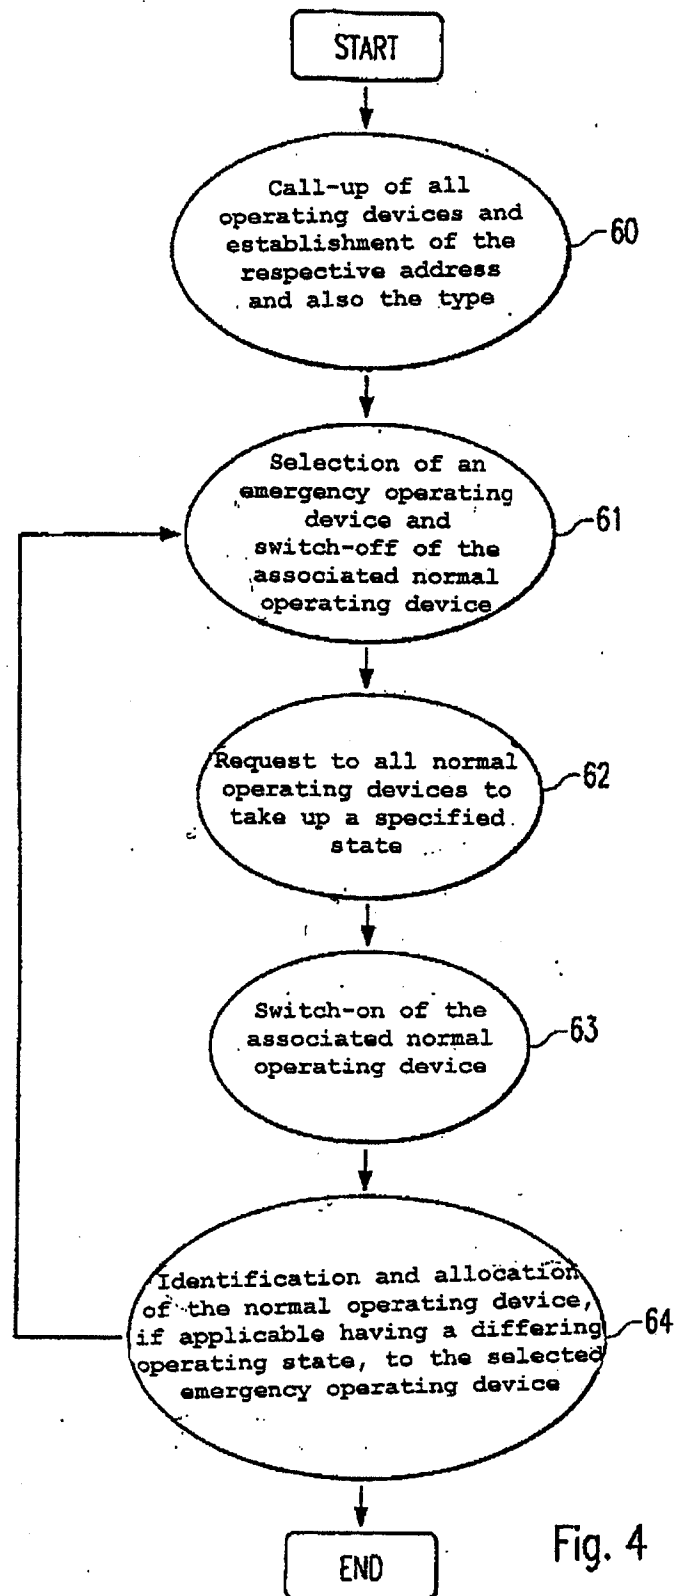 START
Call-up of all
operating devices and
establishment of the
respective address
and also the type
60
Selection of an
emergency operating
device and
switch-off of the
associated normal
operating device
61
Request to all normal
operating devices to
take up a specified
state
62
Switch-on of the
associated normal
operating device
63
Identification and allocation
of the normal operating device,
if applicable having a differing
operating state, to the selected
emergency operating device
64
END
Fig. 4